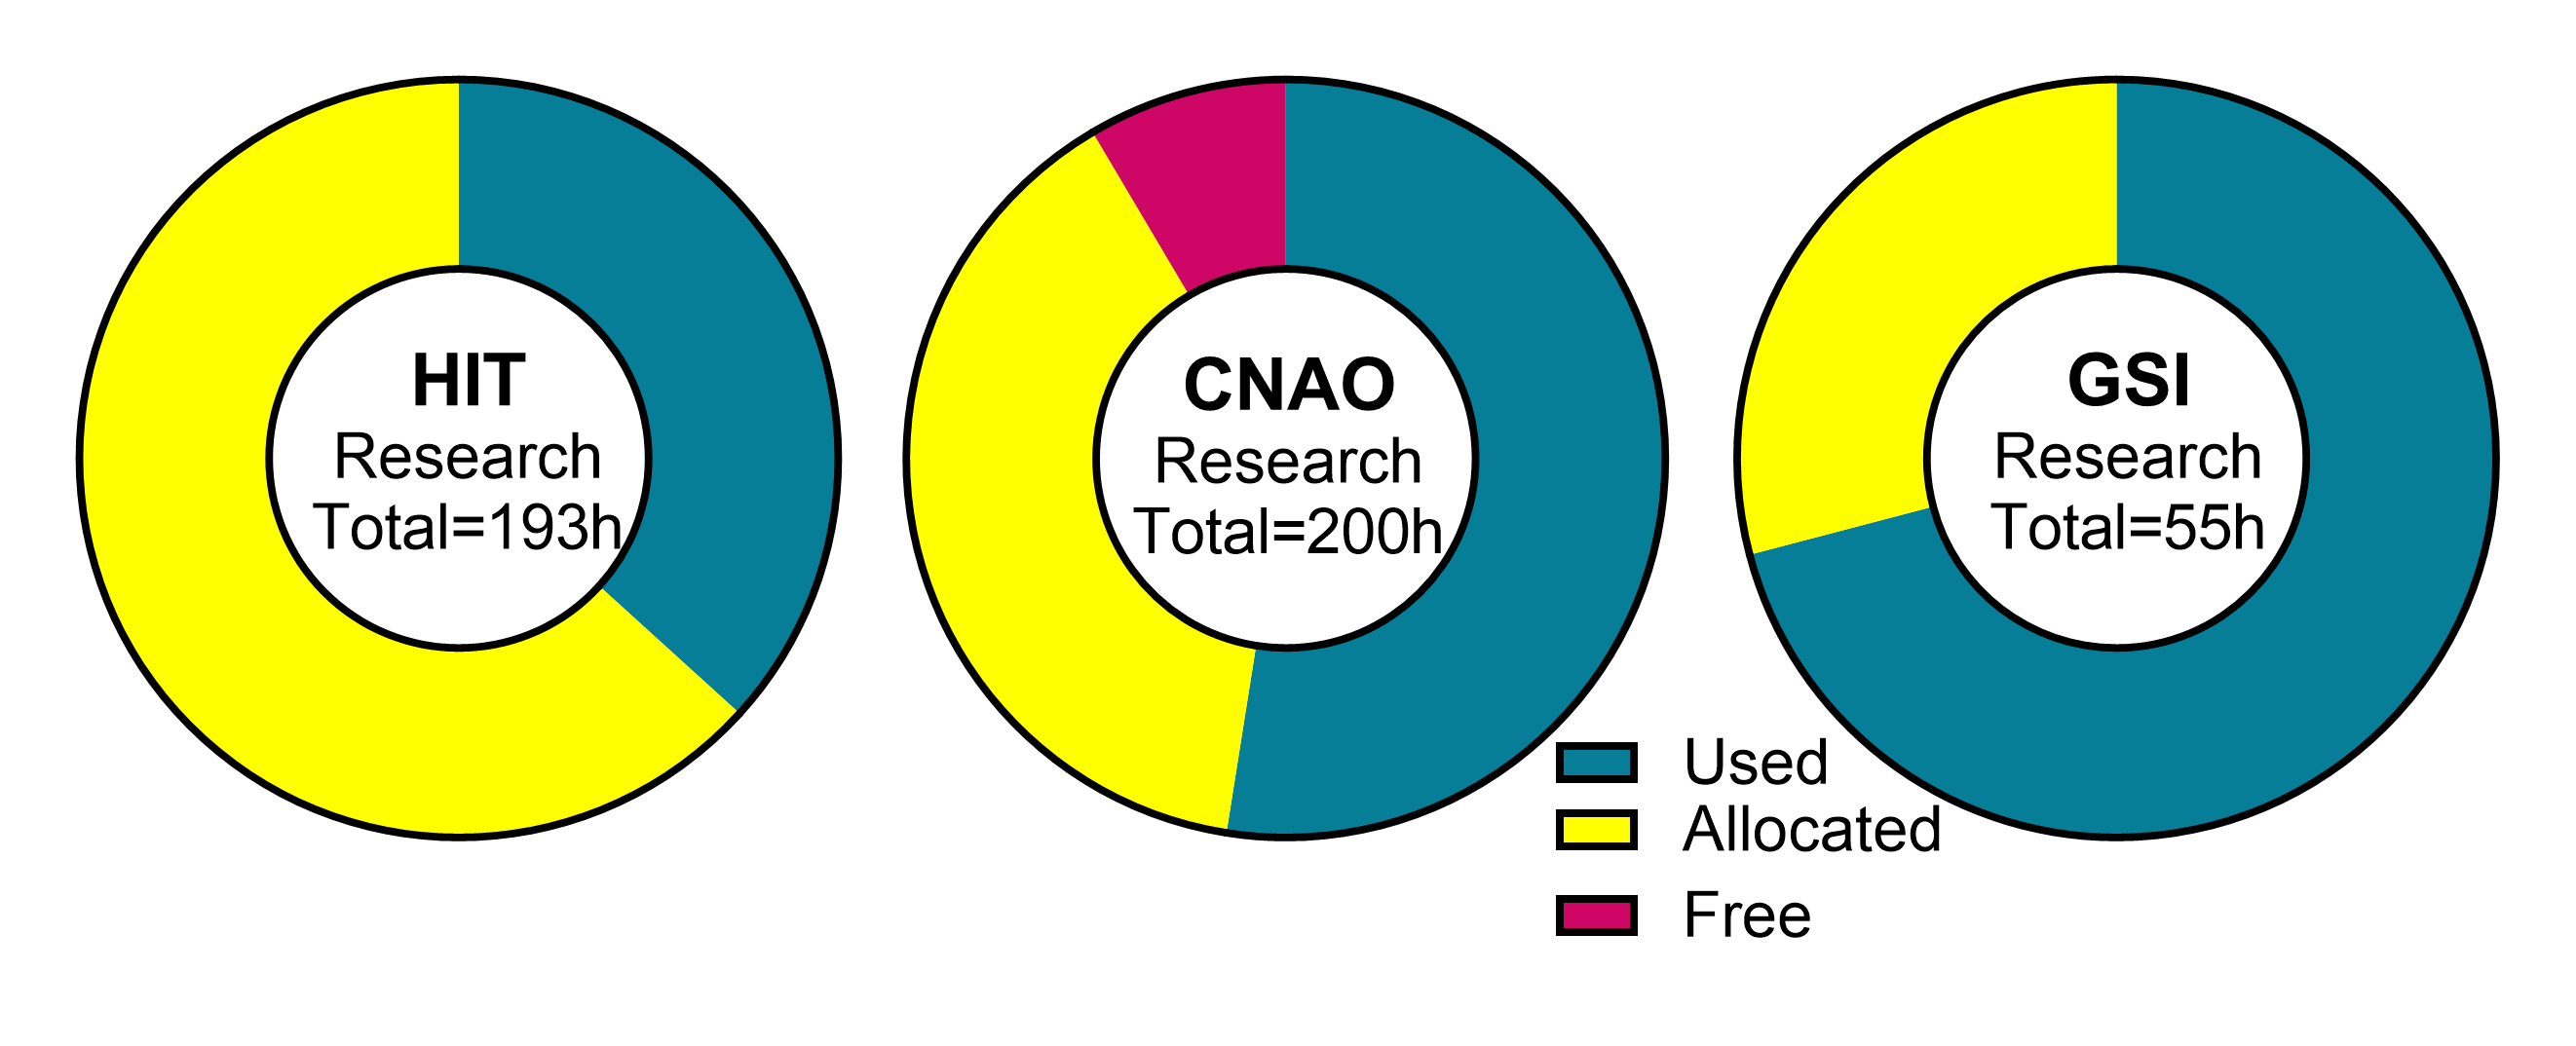 HIT
Research
Total=193h
CNAO
Research
Total=200h
GSI
Research
Total=55h
Used
Allocated
Free